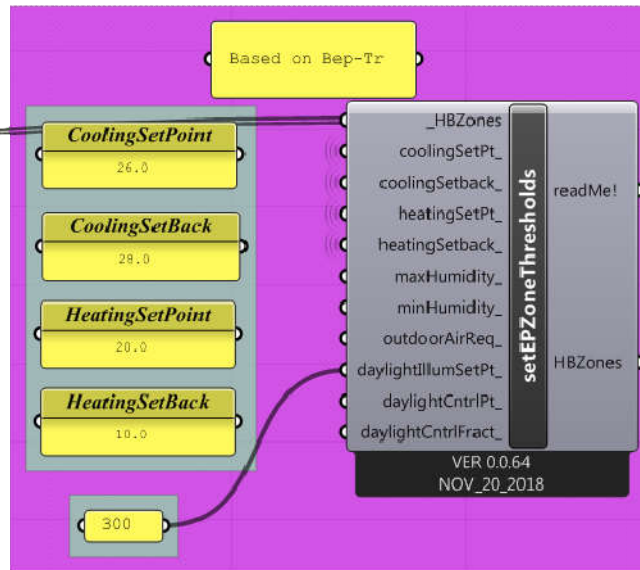 Based on Bep-Tr
CoolingSetPoint
26.0
CoolingSetBack
28.0
HeatingSetPoint
20.0
HeatingSetBack
10.0
300
_HBZones
coolingSetPt_
coolingSetback_
heatingSetPt_
heatingSetback_
maxHumidity_
minHumidity_
outdoorAirReq_
daylightIllumSetPt_
daylightCntrlPt_
daylightCntrlFract_
setEPZoneThresholds
readMe!
HBZones
VER 0.0.64
NOV_20_2018